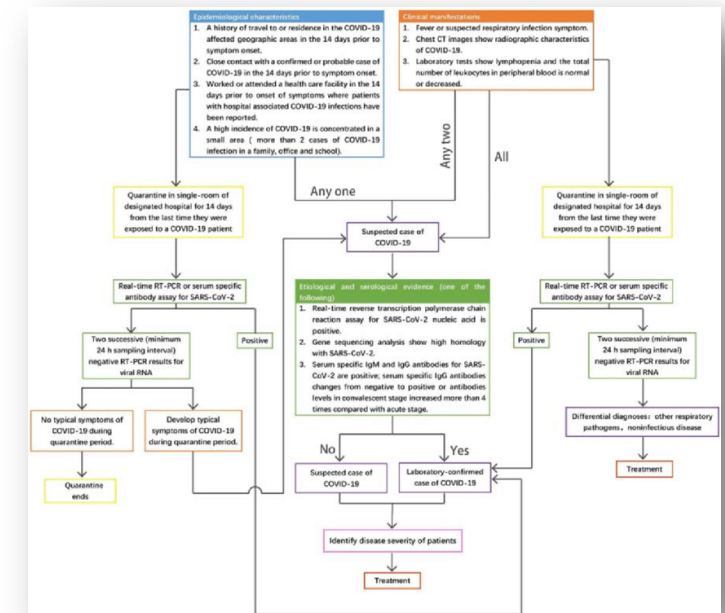 Epidemiological characteristics
1. A history of travel to or residence in the COVID-19
affected geographic areas in the 14 days prior to
symptom onset.
2. Close contact with a confirmed or probable case of
COVID-19 in the 14 days prior to symptom onset.
3. Worked or attended a health care facility in the 14
days prior to onset of symptoms where patients
with hospital associated COVID-19 infections have
been reported.
4. A high incidence of COVID-19 is concentrated in a
small area ( more than 2 cases of COVID-19
infection in a family, office and school).
Clinical manifestations
1. Fever or suspected respiratory infection symptom.
2. Chest CT images show radiographic characteristics
of COVID-19.
3. Laboratory tests show lymphopenia and the total
number of leukocytes in peripheral blood is normal
or decreased.
Any one
Any two
All
Quarantine in single-room of
designated hospital for 14 days
from the last time they were
exposed to a COVID-19 patient
Suspected case of
COVID-19
Quarantine in single-room of
designated hospital for 14 days
from the last time they were
exposed to a COVID-19 patient
Real-time RT-PCR or serum specific
antibody assay for SARS-CoV-2
Etiological and serological evidence (one of the
following)
1. Real-time reverse transcription polymerase chain
reaction assay for SARS-CoV-2 nucleic acid is
positive.
2. Gene sequencing analysis show high homology
with SARS-CoV-2.
3. Serum specific IgM and IgG antibodies for SARS-
CoV-2 are positive; serum specific IgG antibodies
changes from negative to positive or antibodies
levels in convalescent stage increased more than 4
times compared with acute stage.
Real-time RT-PCR or serum specific
antibody assay for SARS-CoV-2
Two successive (minimum
24 h sampling interval)
negative RT-PCR results for
viral RNA
Positive
Positive
Two successive (minimum
24 h sampling interval)
negative RT-PCR results for
viral RNA
No typical symptoms of
COVID-19 during
quarantine period.
Develop typical
symptoms of COVID-19
during quarantine period.
Differential diagnoses: other respiratory
pathogens, noninfectious disease
No
Yes
Quarantine
ends
Suspected case of
COVID-19
Laboratory-confirmed
case of COVID-19
Treatment
Identify disease severity of patients
Treatment